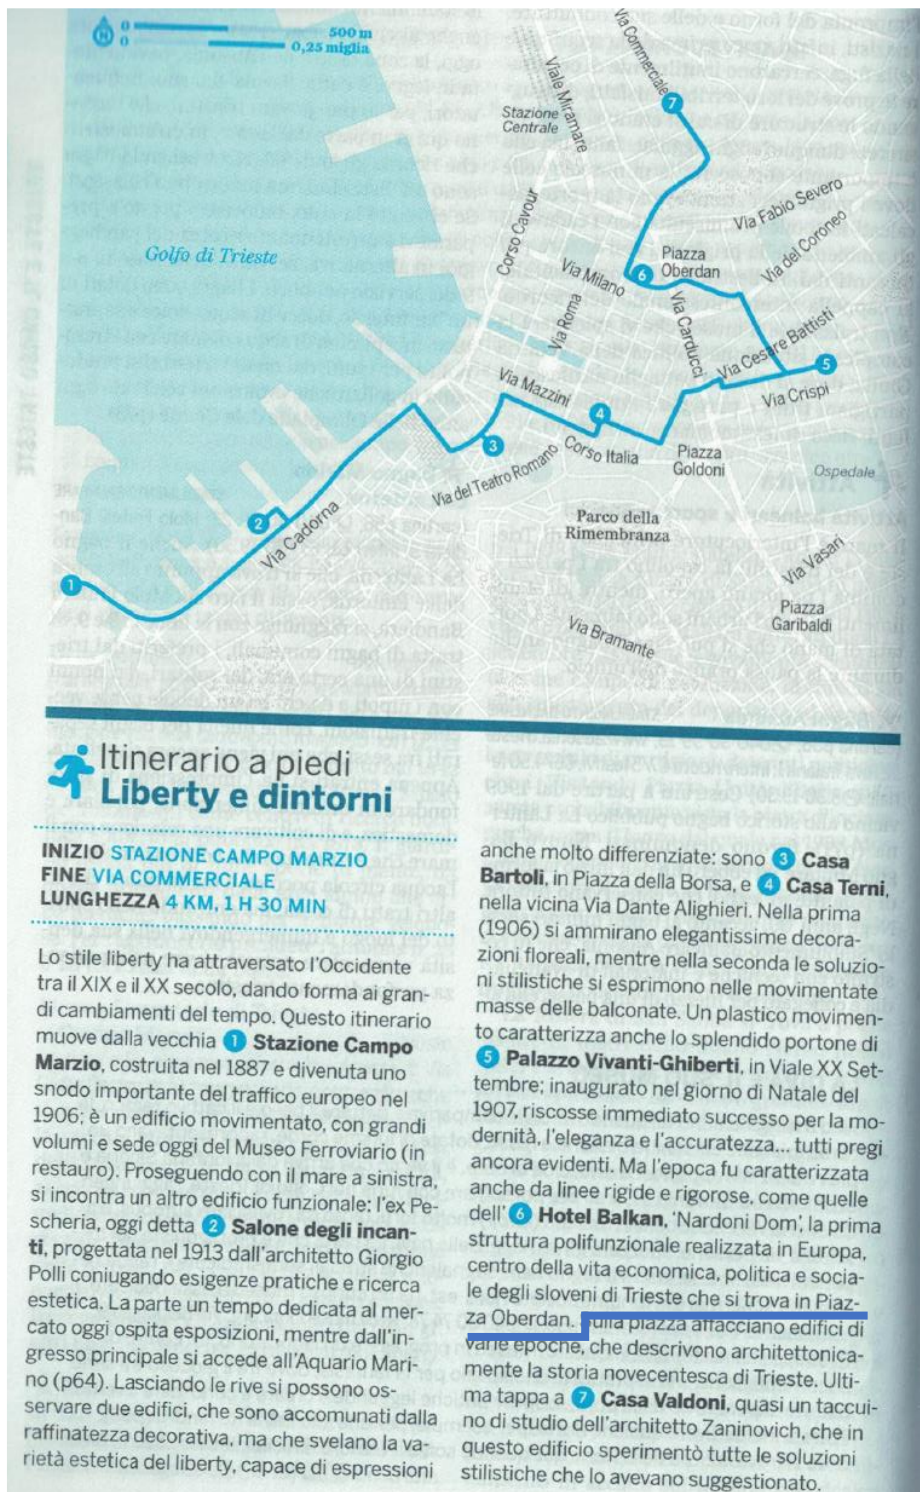 0 500 m
0 0,25 miglia
N
Via Commerciale
7
Viale Miramare
Stazione
Centrale
Via Fabio Severo
Corso Cavour
Golfo di Trieste
Piazza
Oberdan
Via del Coroneo
Via Milano
6
Via Roma
Via Carducci
Via Cesare Battisti
5
Via Mazzini
Via Crispi
4
3
Corso Italia
Piazza
Goldoni
Via del Teatro Romano
Ospedale
2
Via Cadorna
Parco della
Rimembranza
Via Vasari
1
Piazza
Garibaldi
Via Bramante
Itinerario a piedi
Liberty e dintorni
INIZIO STAZIONE CAMPO MARZIO
FINE VIA COMMERCIALE
LUNGHEZZA 4 KM, 1 H 30 MIN
Lo stile liberty ha attraversato l'Occidente
tra il XIX e il XX secolo, dando forma ai gran-
di cambiamenti del tempo. Questo itinerario
muove dalla vecchia 1 Stazione Campo
Marzio, costruita nel 1887 e divenuta uno
snodo importante del traffico europeo nel
1906; è un edificio movimentato, con grandi
volumi e sede oggi del Museo Ferroviario (in
restauro). Proseguendo con il mare a sinistra,
si incontra un altro edificio funzionale: l'ex Pe-
scheria, oggi detta 2 Salone degli incan-
ti, progettata nel 1913 dall'architetto Giorgio
Polli coniugando esigenze pratiche e ricerca
estetica. La parte un tempo dedicata al mer-
cato oggi ospita esposizioni, mentre dall'in-
gresso principale si accede all'Aquario Mari-
no (p64). Lasciando le rive si possono os-
servare due edifici, che sono accomunati dalla
raffinatezza decorativa, ma che svelano la va-
rietà estetica del liberty, capace di espressioni
anche molto differenziate: sono 3 Casa
Bartoli, in Piazza della Borsa, e 4 Casa Terni,
nella vicina Via Dante Alighieri. Nella prima
(1906) si ammirano elegantissime decora-
zioni floreali, mentre nella seconda le soluzio-
ni stilistiche si esprimono nelle movimentate
masse delle balconate. Un plastico movimen-
to caratterizza anche lo splendido portone di
5 Palazzo Vivanti-Ghiberti, in Viale XX Set-
tembre; inaugurato nel giorno di Natale del
1907, riscosse immediato successo per la mo-
dernità, l'eleganza e l'accuratezza... tutti pregi
ancora evidenti. Ma l'epoca fu caratterizzata
anche da linee rigide e rigorose, come quelle
dell' 6 Hotel Balkan, 'Nardoni Dom', la prima
struttura polifunzionale realizzata in Europa,
centro della vita economica, politica e socia-
le degli sloveni di Trieste che si trova in Piaz-
za Oberdan. Sulla piazza affacciano edifici di
varie epoche, che descrivono architettonica-
mente la storia novecentesca di Trieste. Ulti-
ma tappa a 7 Casa Valdoni, quasi un taccui-
no di studio dell'architetto Zaninovich, che in
questo edificio sperimentò tutte le soluzioni
stilistiche che lo avevano suggestionato.